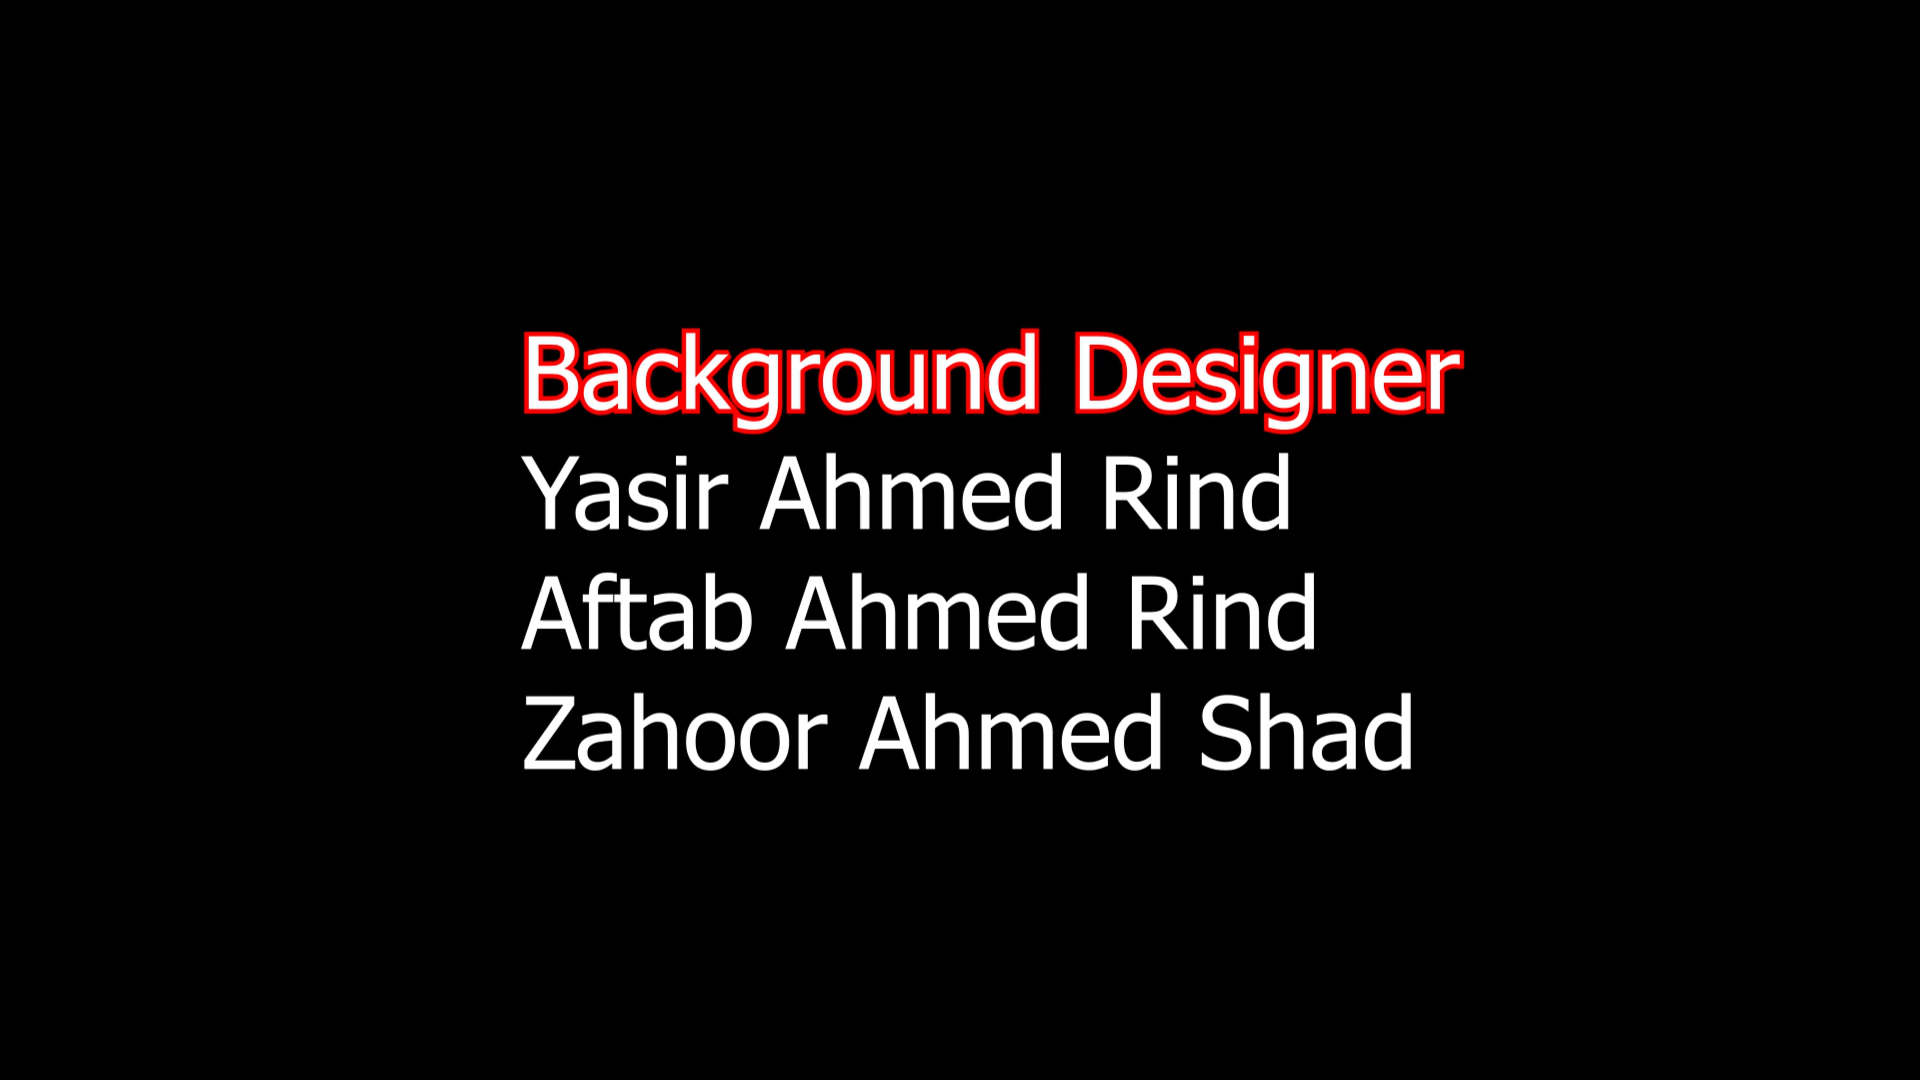 Background Designer
Yasir Ahmed Rind
Aftab Ahmed Rind
Zahoor Ahmed Shad